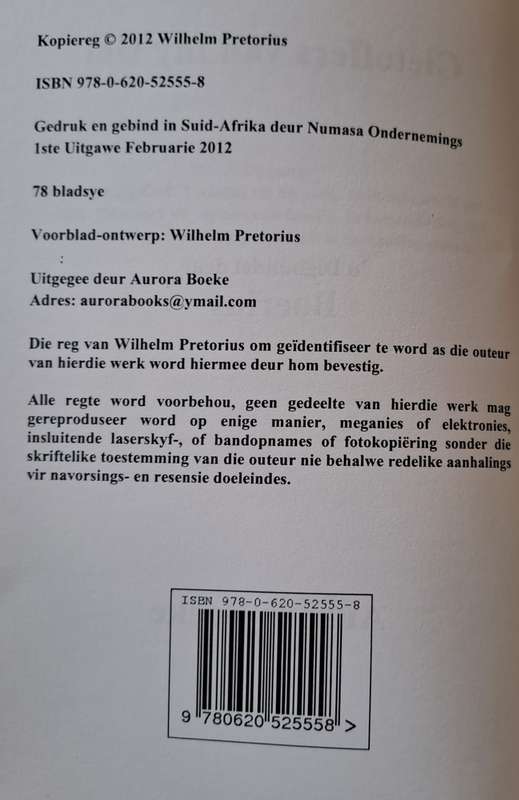 Kopiereg © 2012 Wilhelm Pretorius
ISBN 978-0-620-52555-8
Gedruk en gebind in Suid-Afrika deur Numasa Ondernemings
1ste Uitgawe Februarie 2012
78 bladsye
Voorblad-ontwerp: Wilhelm Pretorius
:
Uitgegee deur Aurora Boeke
Adres: aurorabooks@ymail.com
Die reg van Wilhelm Pretorius om geïdentifiseer te word as die outeur
van hierdie werk word hiermee deur hom bevestig.
Alle regte word voorbehou, geen gedeelte van hierdie werk mag
gereproduseer word op enige manier, meganies of elektronies,
insluitende laserskyf-, of bandopnames of fotokopiëring sonder die
skriftelike toestemming van die outeur nie behalwe redelike aanhalings
vir navorsings- en resensie doeleindes.
ISBN 978-0-620-52555-8
9 780620 525558 >